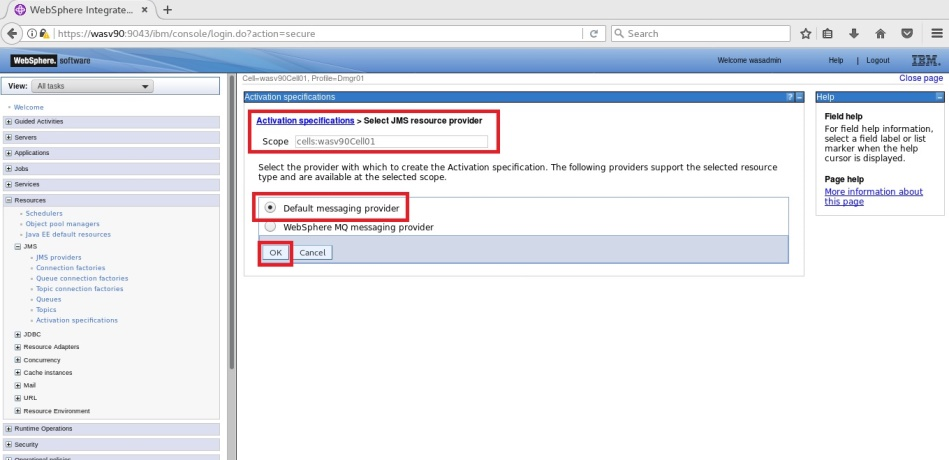 WebSphere Integrate...
https://wasv90:9043/ibm/console/login.do?action=secure
Search
WebSphere. software
Welcome wasadmin
Help | Logout
IBM.
View: All tasks
Welcome
Guided Activities
Servers
Applications
Jobs
Services
Resources
Schedulers
Object pool managers
Java EE default resources
JMS
JMS providers
Connection factories
Queue connection factories
Topic connection factories
Queues
Topics
Activation specifications
JDBC
Resource Adapters
Concurrency
Cache instances
Mail
URL
Resource Environment
Runtime Operations
Security
Operational policies
Cell=wasv90Cell01, Profile=Dmgr01
Close page
Activation specifications
Activation specifications > Select JMS resource provider
Scope cells:wasv90Cell01
Select the provider with which to create the Activation specification. The following providers support the selected resource
type and are available at the selected scope.
Default messaging provider
WebSphere MQ messaging provider
OK Cancel
Help
Field help
For field help information,
select a field label or list
marker when the help
cursor is displayed.
Page help
More information about
this page